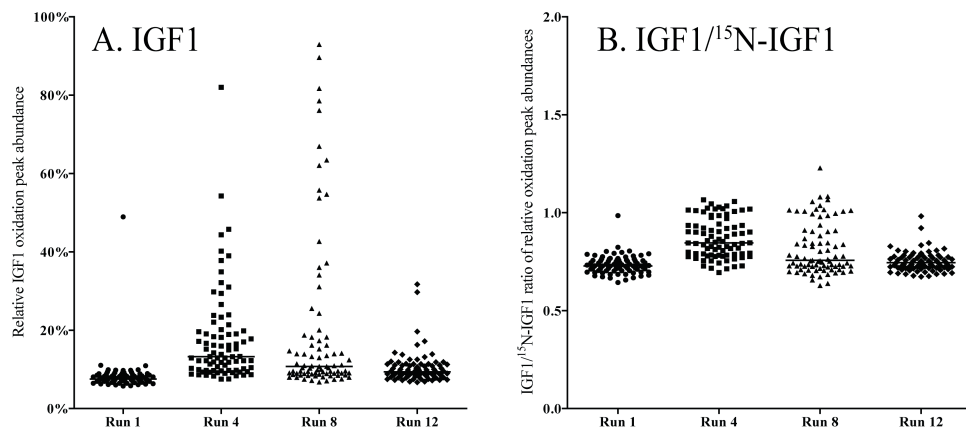 A. IGF1
Relative IGF1 oxidation peak abundance
100%
80%
60%
40%
20%
0%
Run 1 Run 4 Run 8 Run 12
B. IGF1/¹⁵N-IGF1
IGF1/¹⁵N-IGF1 ratio of relative oxidation peak abundances
2.0
1.5
1.0
0.5
0.0
Run 1 Run 4 Run 8 Run 12